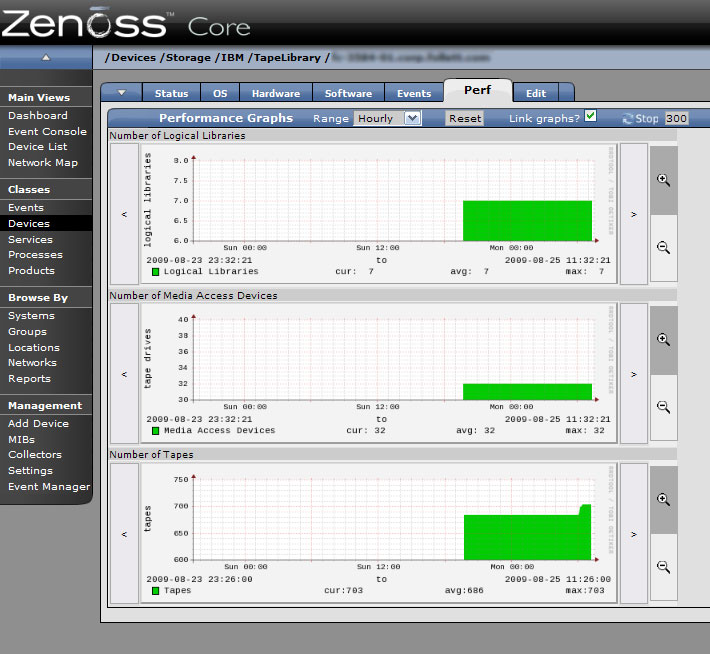 Zenoss™ Core
/Devices /Storage /IBM /TapeLibrary /
Status OS Hardware Software Events Perf Edit
Performance Graphs Range Hourly Reset Link graphs? Stop 300
Main Views
Dashboard
Event Console
Device List
Network Map
Classes
Events
Devices
Services
Processes
Products
Browse By
Systems
Groups
Locations
Networks
Reports
Management
Add Device
MIBs
Collectors
Settings
Event Manager
Number of Logical Libraries
<
logical libraries
8.0
7.5
7.0
6.5
6.0
Sun 00:00 Sun 12:00 Mon 00:00
2009-08-23 23:32:21 to 2009-08-25 11:32:21
Logical Libraries cur: 7 avg: 7 max: 7
RRDTOOL / TOBI OETIKER
>
Number of Media Access Devices
<
tape drives
40
38
36
34
32
30
Sun 00:00 Sun 12:00 Mon 00:00
2009-08-23 23:32:21 to 2009-08-25 11:32:21
Media Access Devices cur: 32 avg: 32 max: 32
RRDTOOL / TOBI OETIKER
>
Number of Tapes
<
tapes
750
700
650
600
Sun 00:00 Sun 12:00 Mon 00:00
2009-08-23 23:26:00 to 2009-08-25 11:26:00
Tapes cur:703 avg:686 max:703
RRDTOOL / TOBI OETIKER
>